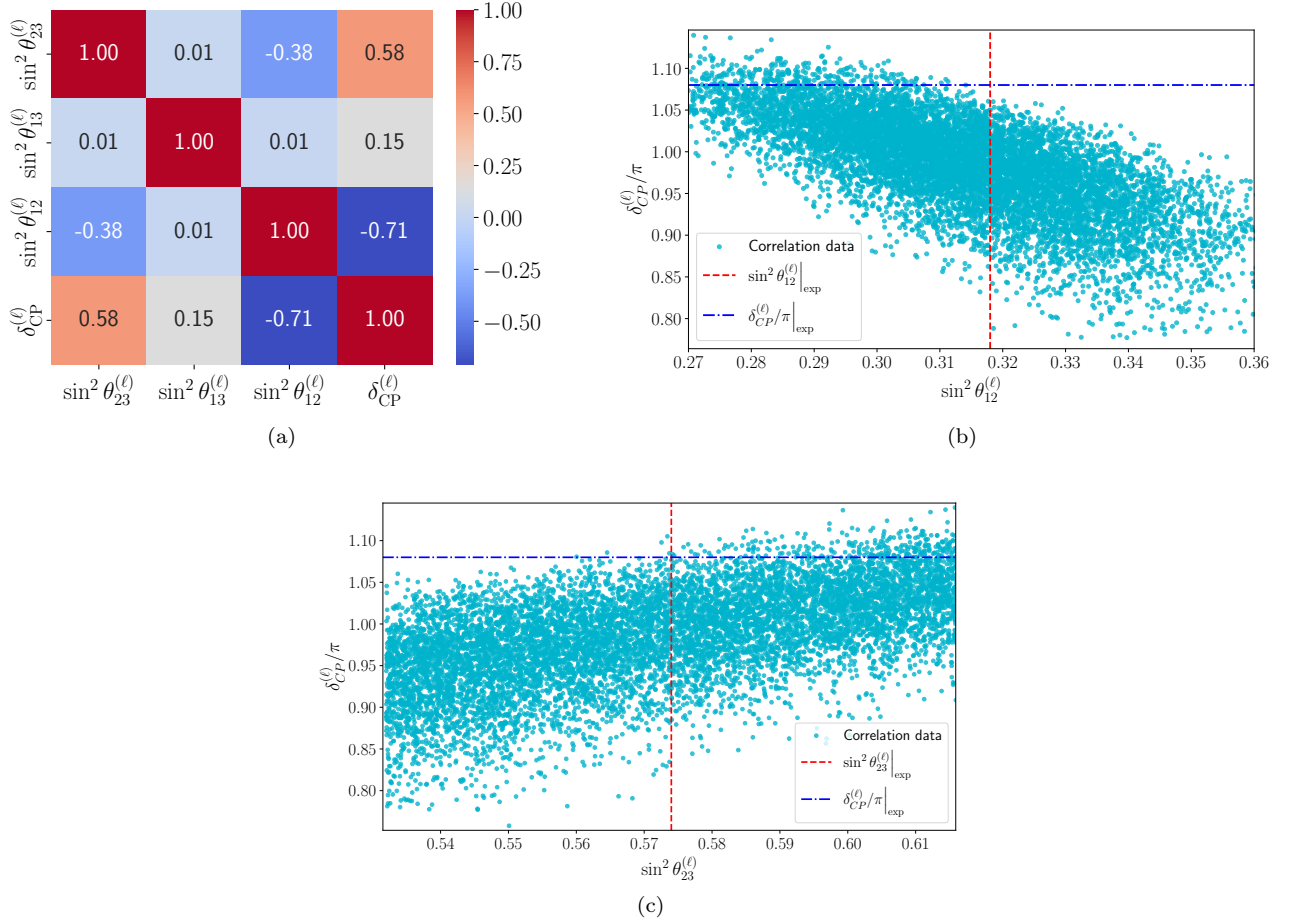 sin² θ₂₃⁽ℓ⁾ 1.00 0.01 -0.38 0.58
sin² θ₁₃⁽ℓ⁾ 0.01 1.00 0.01 0.15
sin² θ₁₂⁽ℓ⁾ -0.38 0.01 1.00 -0.71
δ_CP⁽ℓ⁾ 0.58 0.15 -0.71 1.00
sin² θ₂₃⁽ℓ⁾ sin² θ₁₃⁽ℓ⁾ sin² θ₁₂⁽ℓ⁾ δ_CP⁽ℓ⁾
1.00
0.75
0.50
0.25
0.00
−0.25
−0.50
(a)
δ_CP⁽ℓ⁾/π
1.10
1.05
1.00
0.95
0.90
0.85
0.80
Correlation data
sin² θ₁₂⁽ℓ⁾|exp
δ_CP⁽ℓ⁾/π|exp
0.27 0.28 0.29 0.30 0.31 0.32 0.33 0.34 0.35 0.36
sin² θ₁₂⁽ℓ⁾
(b)
δ_CP⁽ℓ⁾/π
1.10
1.05
1.00
0.95
0.90
0.85
0.80
Correlation data
sin² θ₂₃⁽ℓ⁾|exp
δ_CP⁽ℓ⁾/π|exp
0.54 0.55 0.56 0.57 0.58 0.59 0.60 0.61
sin² θ₂₃⁽ℓ⁾
(c)